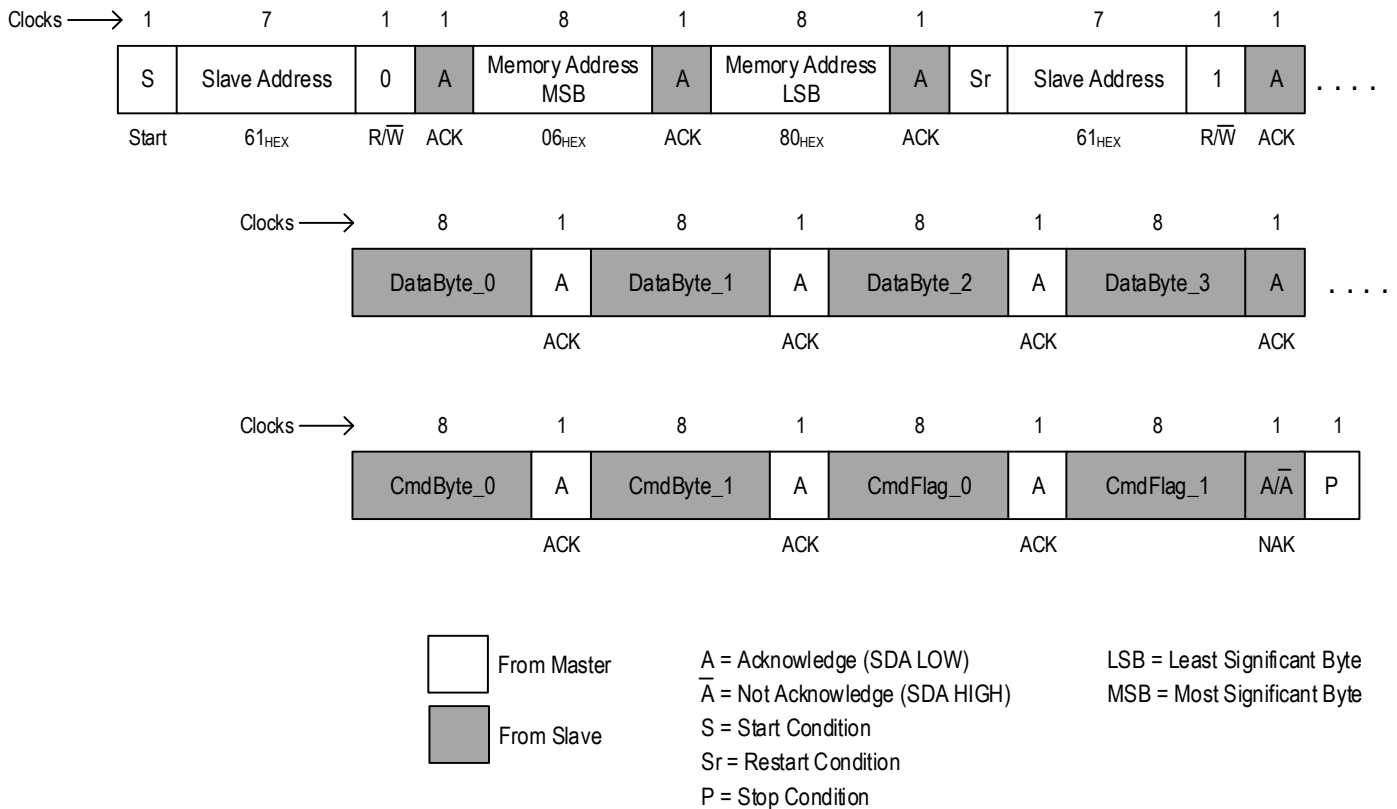 Clocks → 1 7 1 1 8 1 8 1 7 1 1
S Slave Address 0 A Memory Address MSB A Memory Address LSB A Sr Slave Address 1 A . . . .
Start 61HEX R/W̅ ACK 06HEX ACK 80HEX ACK 61HEX R/W̅ ACK
Clocks → 8 1 8 1 8 1 8 1
DataByte_0 A DataByte_1 A DataByte_2 A DataByte_3 A . . . .
ACK ACK ACK ACK
Clocks → 8 1 8 1 8 1 8 1 1
CmdByte_0 A CmdByte_1 A CmdFlag_0 A CmdFlag_1 A/A̅ P
ACK ACK ACK NAK
From Master
From Slave
A = Acknowledge (SDA LOW)
A̅ = Not Acknowledge (SDA HIGH)
S = Start Condition
Sr = Restart Condition
P = Stop Condition
LSB = Least Significant Byte
MSB = Most Significant Byte